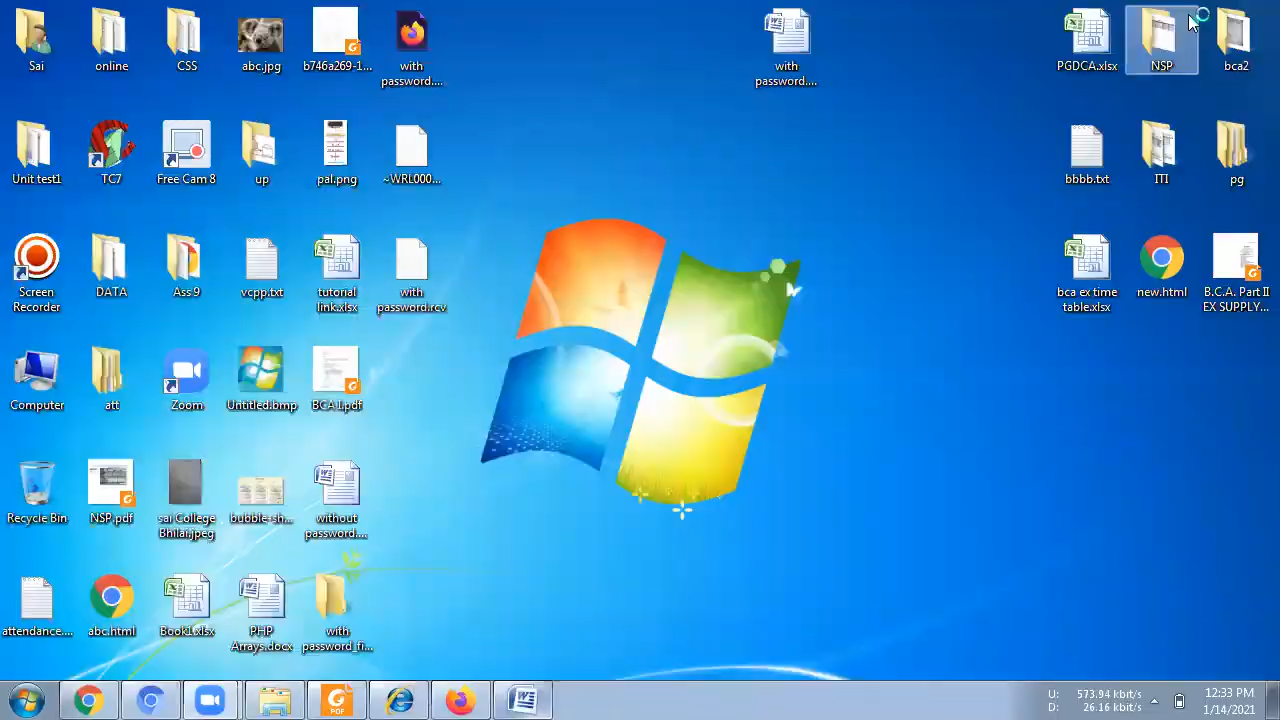 Sai
online
CSS
abc.jpg
b746a269-1...
with
password....
with
password....
PGDCA.xlsx
NSP
bca2
Unit test1
TC7
Free Cam 8
up
pal.png
~WRL000...
bbbb.txt
ITI
pg
Screen
Recorder
DATA
Ass 9
vcpp.txt
tutorial
link.xlsx
with
password.rcv
bca ex time
table.xlsx
new.html
B.C.A. Part II
EX SUPPLY...
Computer
att
Zoom
Untitled.bmp
BCA I.pdf
Recycle Bin
NSP.pdf
sai College
Bhilai.jpeg
bubble-sh...
without
password....
attendance....
abc.html
Book1.xlsx
PHP
Arrays.docx
with
password_fi...
PDF
U: 573.94 kbit/s
D: 26.16 kbit/s
12:33 PM
1/14/2021